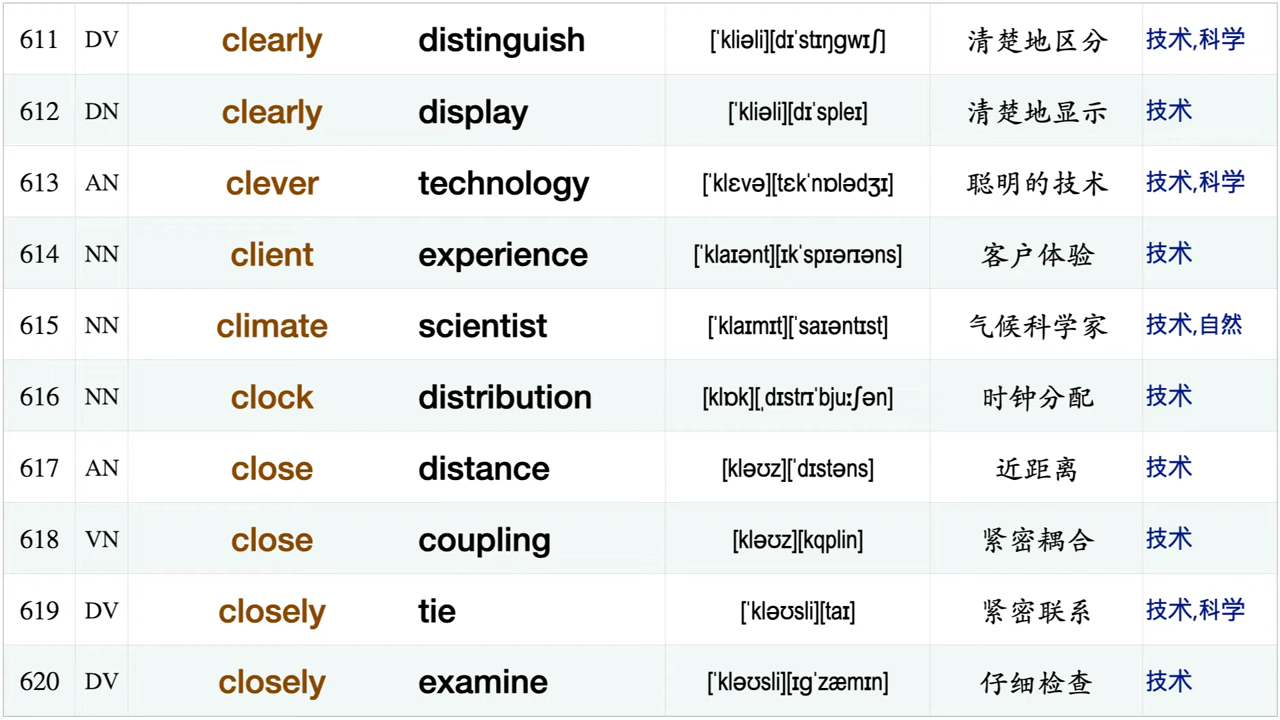 611 DV clearly distinguish [ˈkliəli][dɪˈstɪŋgwɪʃ] 清楚地区分 技术,科学
612 DN clearly display [ˈkliəli][dɪˈspleɪ] 清楚地显示 技术
613 AN clever technology [ˈklɛvə][tɛkˈnɒlədʒɪ] 聪明的技术 技术,科学
614 NN client experience [ˈklaɪənt][ɪkˈspɪərɪəns] 客户体验 技术
615 NN climate scientist [ˈklaɪmɪt][ˈsaɪəntɪst] 气候科学家 技术,自然
616 NN clock distribution [klɒk][ˌdɪstrɪˈbjuːʃən] 时钟分配 技术
617 AN close distance [kləʊz][ˈdɪstəns] 近距离 技术
618 VN close coupling [kləʊz][kqplin] 紧密耦合 技术
619 DV closely tie [ˈkləʊsli][taɪ] 紧密联系 技术,科学
620 DV closely examine [ˈkləʊsli][ɪgˈzæmɪn] 仔细检查 技术